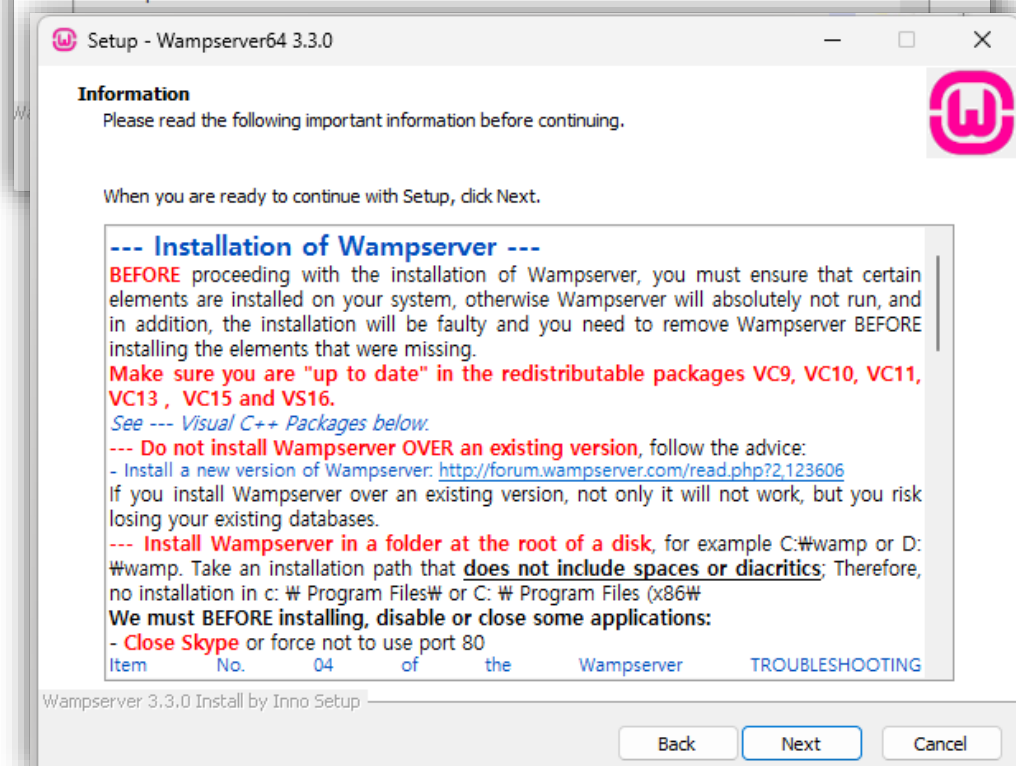 Setup - Wampserver64 3.3.0
Information
Please read the following important information before continuing.
When you are ready to continue with Setup, click Next.
--- Installation of Wampserver ---
BEFORE proceeding with the installation of Wampserver, you must ensure that certain
elements are installed on your system, otherwise Wampserver will absolutely not run, and
in addition, the installation will be faulty and you need to remove Wampserver BEFORE
installing the elements that were missing.
Make sure you are "up to date" in the redistributable packages VC9, VC10, VC11,
VC13 , VC15 and VS16.
See --- Visual C++ Packages below.
--- Do not install Wampserver OVER an existing version, follow the advice:
- Install a new version of Wampserver: http://forum.wampserver.com/read.php?2,123606
If you install Wampserver over an existing version, not only it will not work, but you risk
losing your existing databases.
--- Install Wampserver in a folder at the root of a disk, for example C:₩wamp or D:
₩wamp. Take an installation path that does not include spaces or diacritics; Therefore,
no installation in c: ₩ Program Files₩ or C: ₩ Program Files (x86₩
We must BEFORE installing, disable or close some applications:
- Close Skype or force not to use port 80
Item No. 04 of the Wampserver TROUBLESHOOTING
Wampserver 3.3.0 Install by Inno Setup
Back Next Cancel